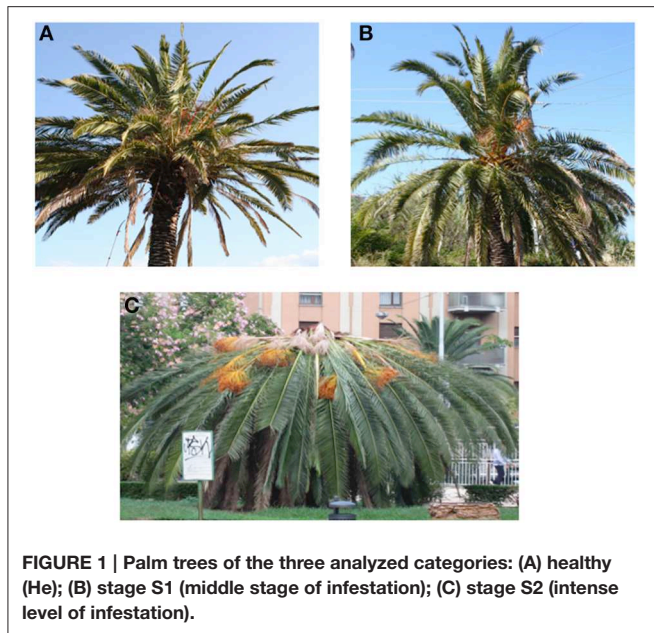 A
B
C
FIGURE 1 | Palm trees of the three analyzed categories: (A) healthy
(He); (B) stage S1 (middle stage of infestation); (C) stage S2 (intense
level of infestation).